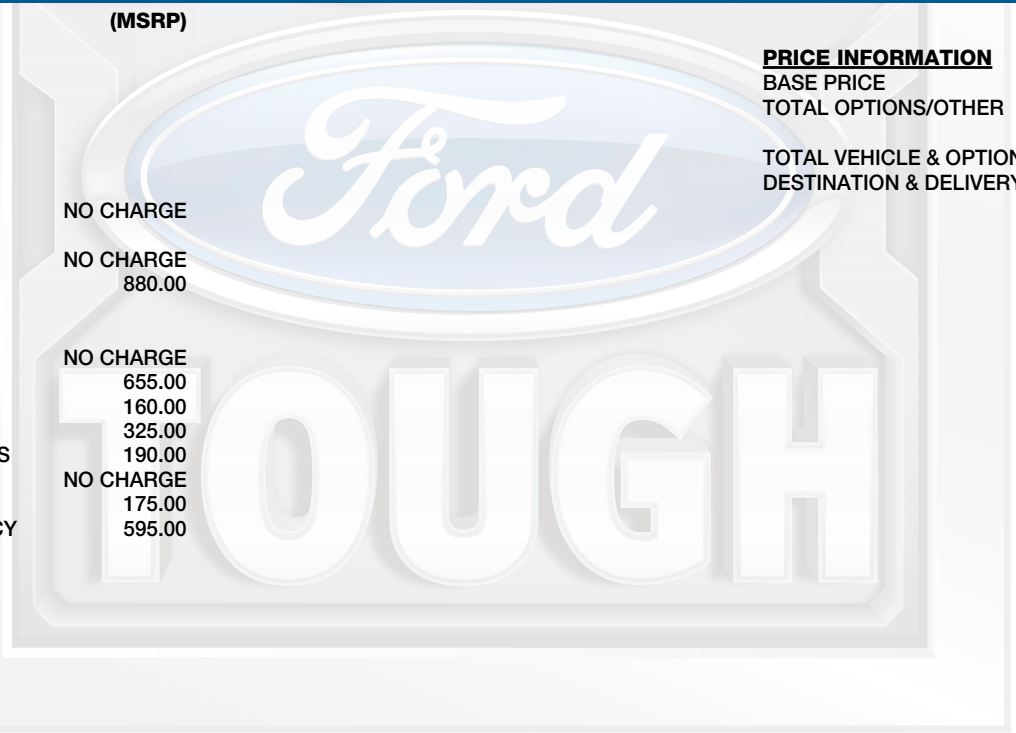 (MSRP)
NO CHARGE
NO CHARGE
880.00
NO CHARGE
655.00
160.00
325.00
S 190.00
NO CHARGE
175.00
CY 595.00
PRICE INFORMATION
BASE PRICE
TOTAL OPTIONS/OTHER
TOTAL VEHICLE & OPTION
DESTINATION & DELIVERY
Ford
TOUGH